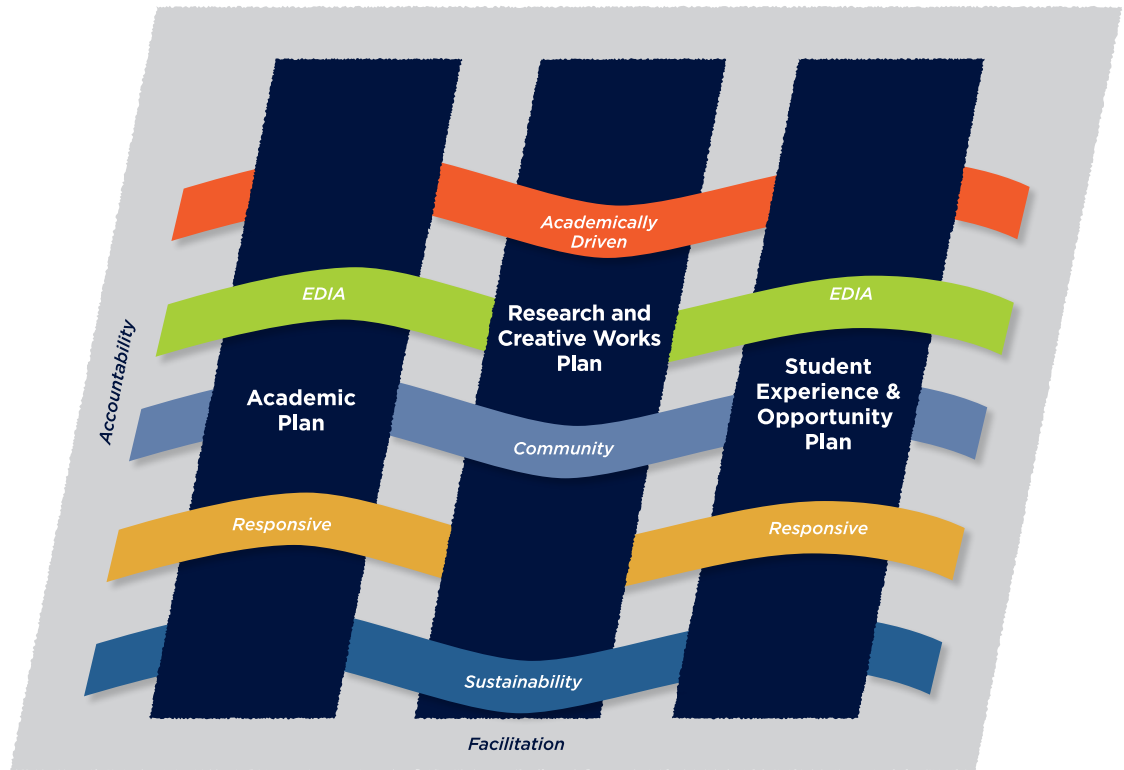 Academically
Driven
EDIA
EDIA
Research and
Creative Works
Plan
Accountability
Academic
Plan
Student
Experience &
Opportunity
Plan
Community
Responsive
Responsive
Sustainability
Facilitation